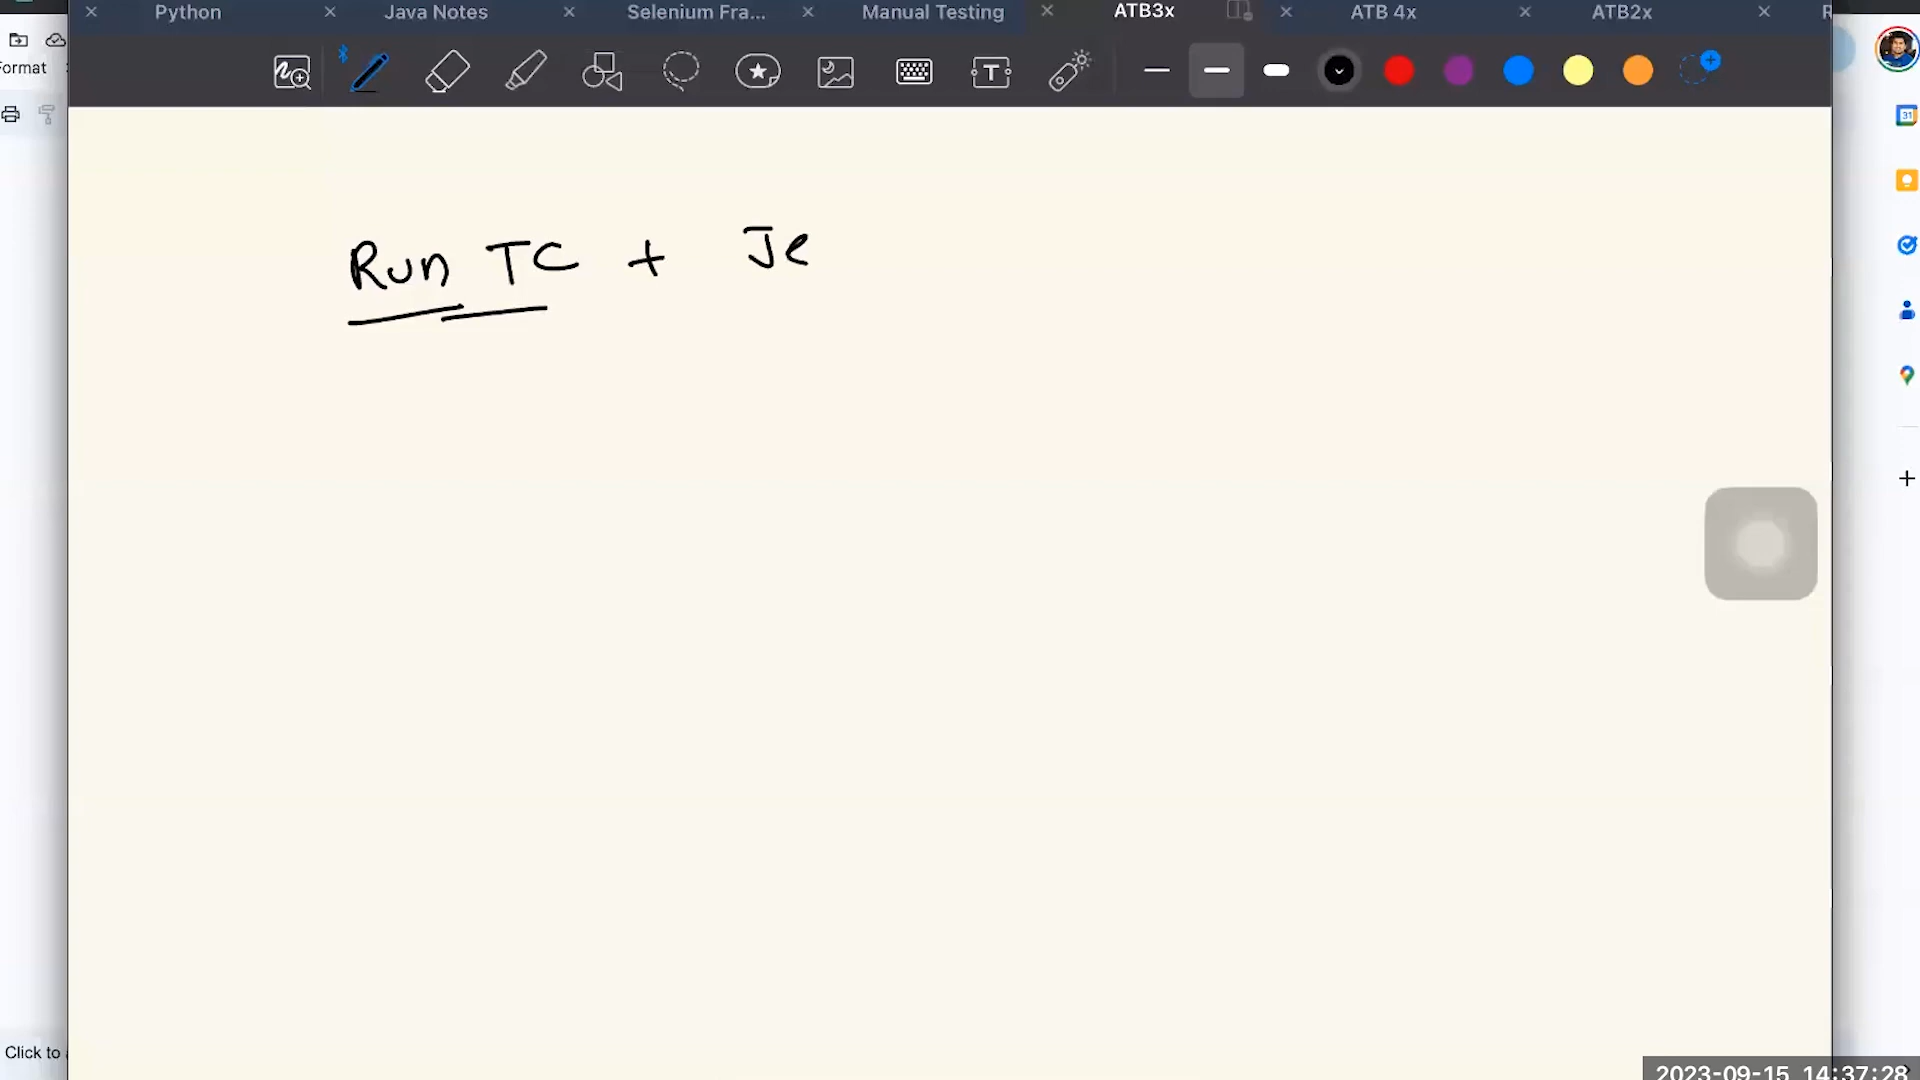 Python
Java Notes
Selenium Fra...
Manual Testing
ATB3x
ATB 4x
ATB2x
R
Format
31
T
Run TC + Je
Click to
2023-09-15 14:37:28